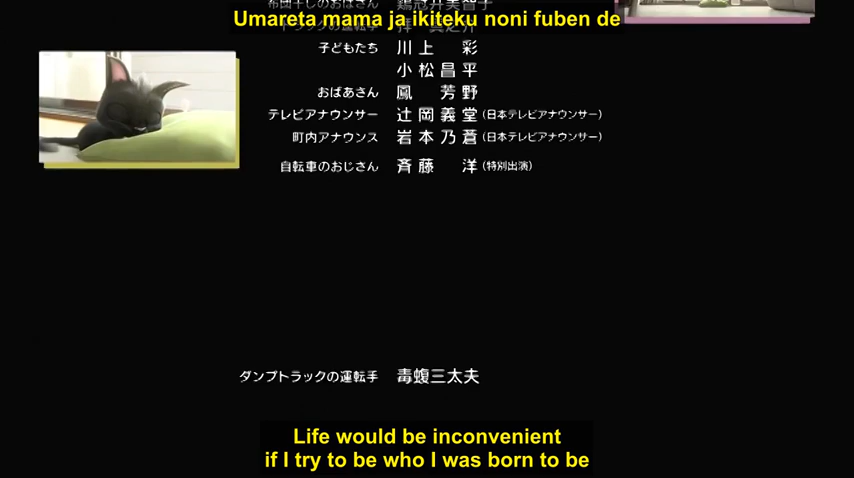 Umareta mama ja ikiteku noni fuben de
子どもたち 川上 彩
小松昌平
おばあさん 鳳 芳野
テレビアナウンサー 辻岡義堂 (日本テレビアナウンサー)
町内アナウンス 岩本乃蒼 (日本テレビアナウンサー)
自転車のおじさん 斉藤 洋 (特別出演)
ダンプトラックの運転手 毒蝮三太夫
Life would be inconvenient
if I try to be who I was born to be